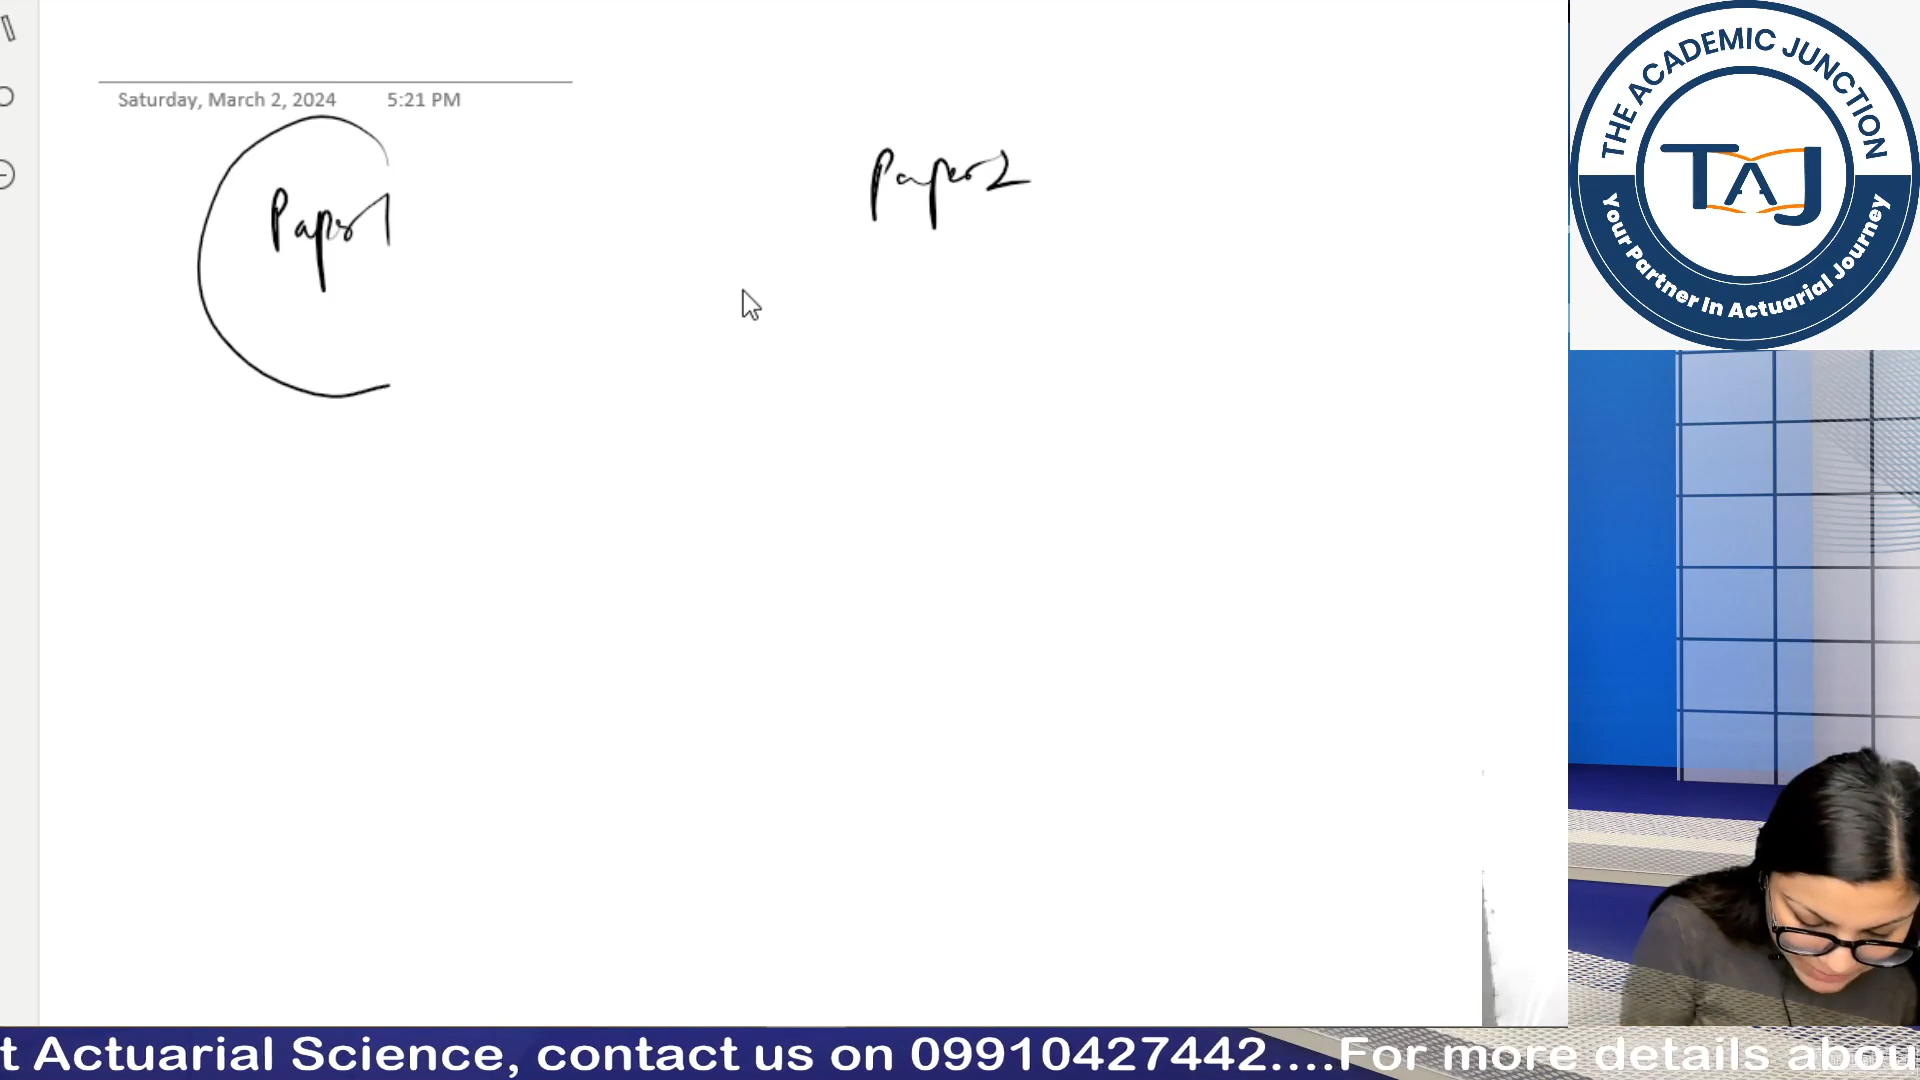 Saturday, March 2, 2024 5:21 PM
Paper 1
Paper 2
THE ACADEMIC JUNCTION
TAJ
Your Partner In Actuarial Journey
t Actuarial Science, contact us on 09910427442....For more details abou